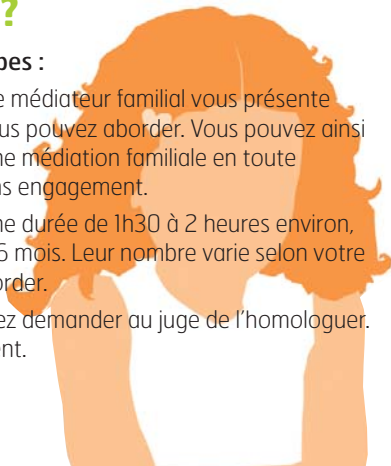 ?
pes :
e médiateur familial vous présente
us pouvez aborder. Vous pouvez ainsi
ne médiation familiale en toute
ns engagement.
ne durée de 1h30 à 2 heures environ,
6 mois. Leur nombre varie selon votre
order.
ez demander au juge de l'homologuer.
ent.